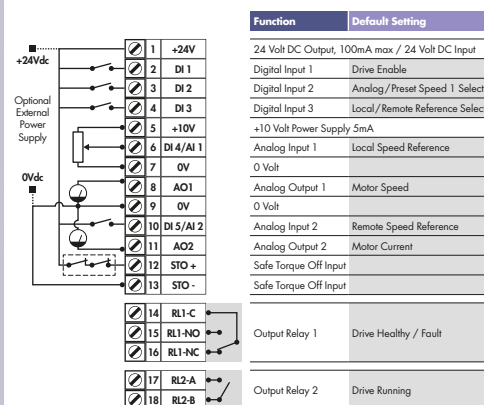 Function Default Setting
1 +24V 24 Volt DC Output, 100mA max / 24 Volt DC Input
+24Vdc
2 DI 1 Digital Input 1 Drive Enable
3 DI 2 Digital Input 2 Analog/Preset Speed 1 Select
4 DI 3 Digital Input 3 Local/Remote Reference Select
Optional
External
Power
Supply
5 +10V +10 Volt Power Supply 5mA
6 DI 4/AI 1 Analog Input 1 Local Speed Reference
7 0V 0 Volt
0Vdc
8 AO1 Analog Output 1 Motor Speed
9 0V 0 Volt
10 DI 5/AI 2 Analog Input 2 Remote Speed Reference
11 AO2 Analog Output 2 Motor Current
12 STO + Safe Torque Off Input
13 STO - Safe Torque Off Input
14 RL1-C
15 RL1-NO Output Relay 1 Drive Healthy / Fault
16 RL1-NC
17 RL2-A Output Relay 2 Drive Running
18 RL2-B